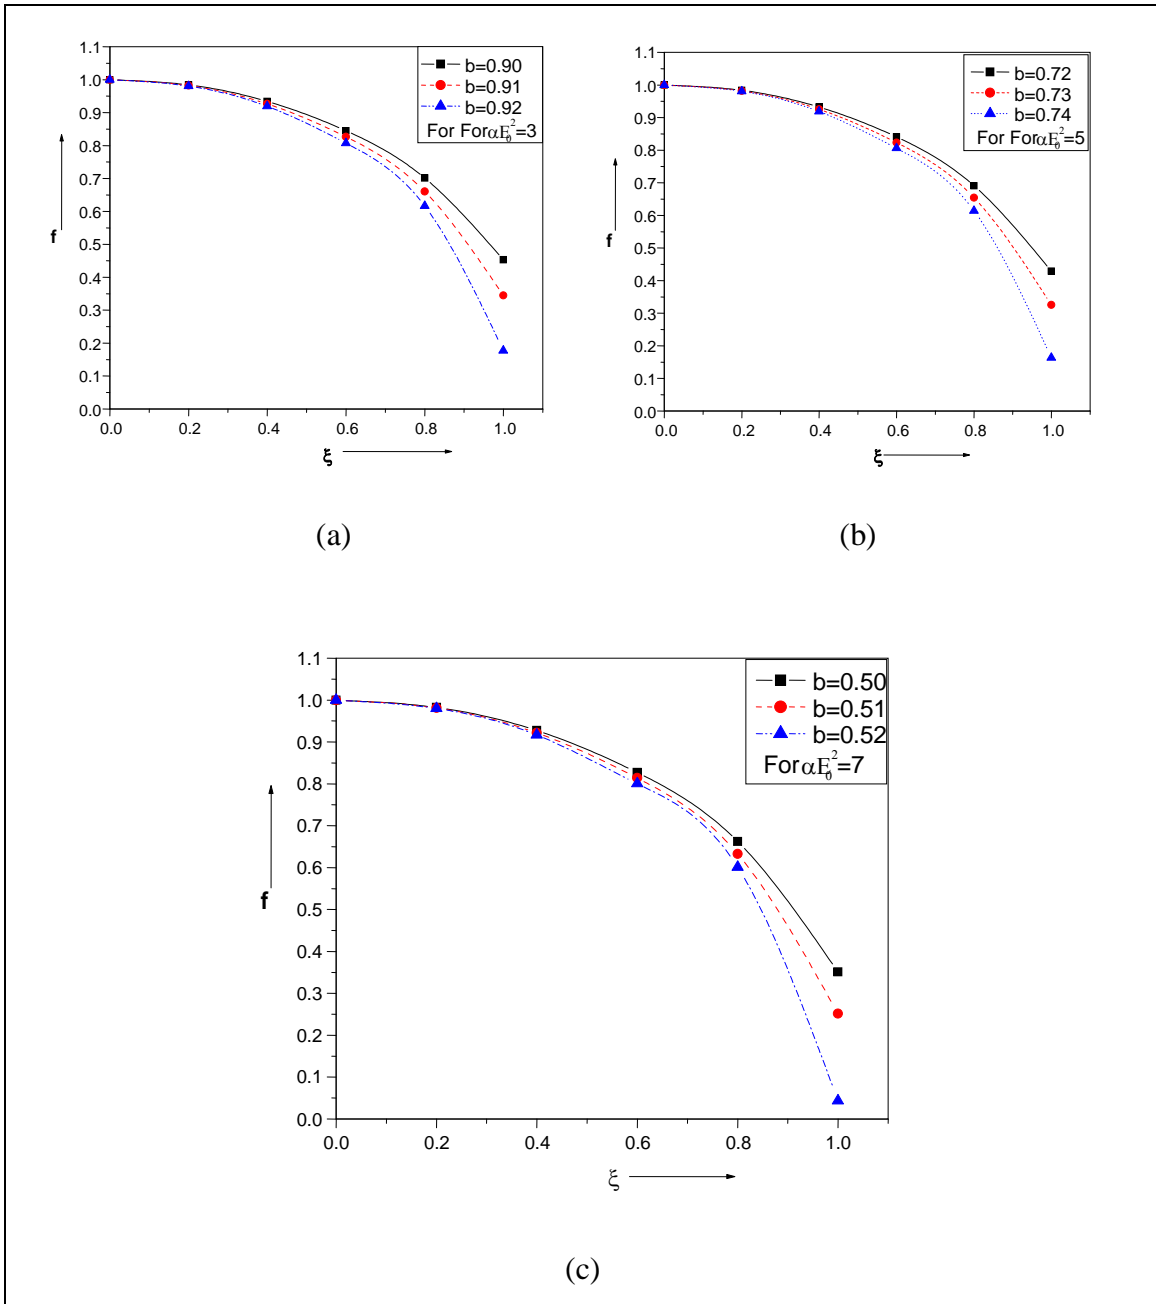 1.1
1.0
0.9
0.8
0.7
0.6
0.5
0.4
0.3
0.2
0.1
0.0
f
0.0 0.2 0.4 0.6 0.8 1.0
ξ
b=0.90
b=0.91
b=0.92
For ForαE₀²=3
(a)
1.1
1.0
0.9
0.8
0.7
0.6
0.5
0.4
0.3
0.2
0.1
0.0
f
0.0 0.2 0.4 0.6 0.8 1.0
ξ
b=0.72
b=0.73
b=0.74
For ForαE₀²=5
(b)
1.1
1.0
0.9
0.8
0.7
0.6
0.5
0.4
0.3
0.2
0.1
0.0
f
0.0 0.2 0.4 0.6 0.8 1.0
ξ
b=0.50
b=0.51
b=0.52
ForαE₀²=7
(c)